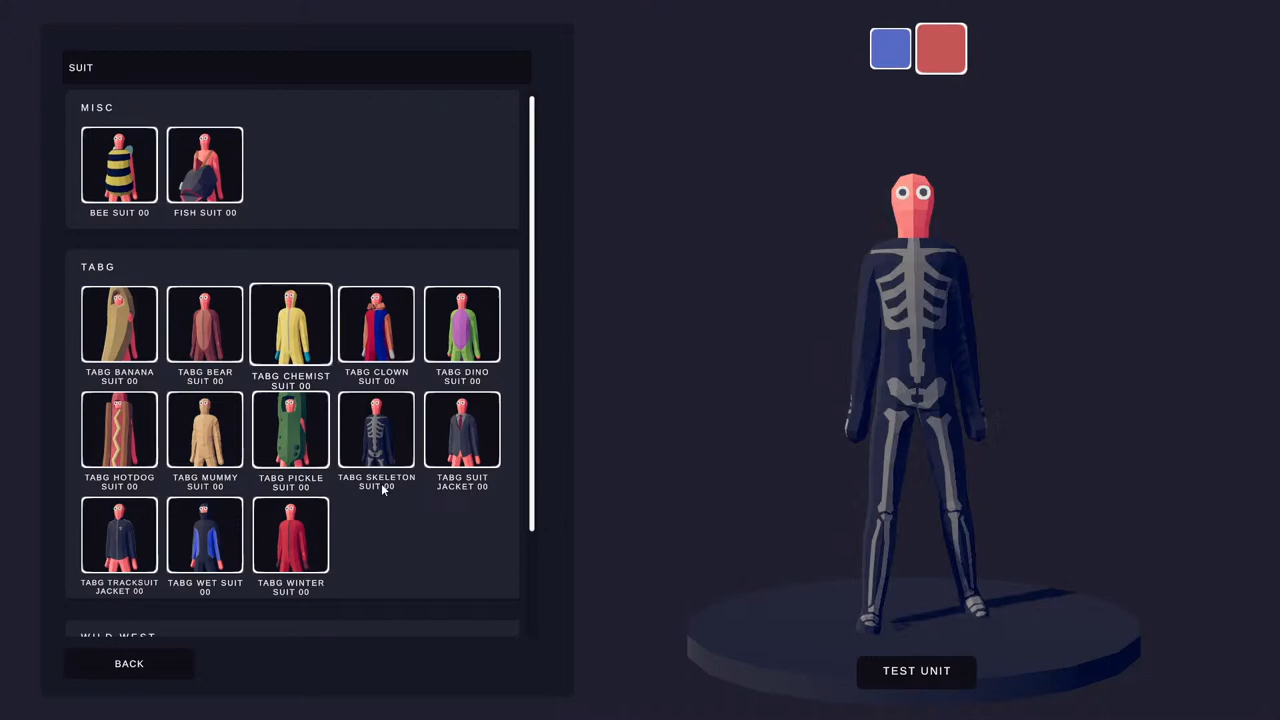 SUIT
MISC
BEE SUIT 00
FISH SUIT 00
TABG
TABG BANANA
SUIT 00
TABG BEAR
SUIT 00
TABG CHEMIST
SUIT 00
TABG CLOWN
SUIT 00
TABG DINO
SUIT 00
TABG HOTDOG
SUIT 00
TABG MUMMY
SUIT 00
TABG PICKLE
SUIT 00
TABG SKELETON
SUIT 00
TABG SUIT
JACKET 00
TABG TRACKSUIT
JACKET 00
TABG WET SUIT
00
TABG WINTER
SUIT 00
WILD WEST
BACK
TEST UNIT